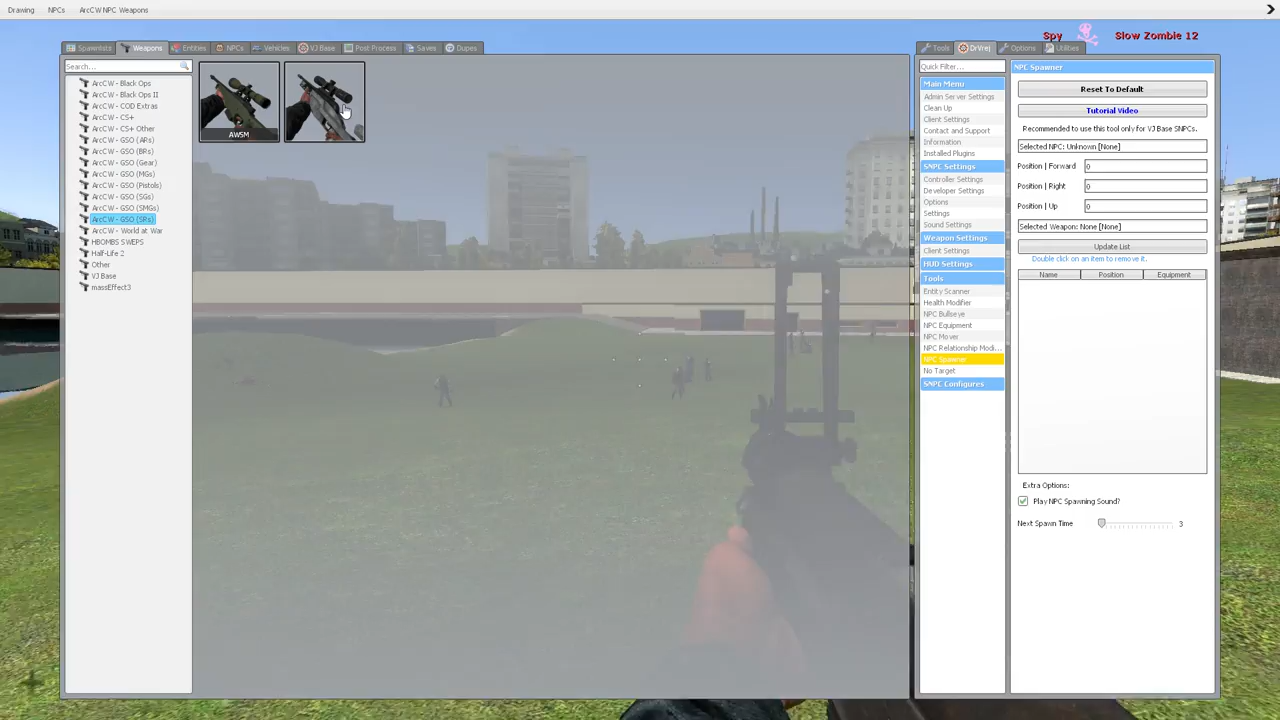 Drawing NPCs ArcCW NPC Weapons
Spy Slow Zombie 12
Spawnlists Weapons Entities NPCs Vehicles VJ Base Post Process Saves Dupes
Search...
ArcCW - Black Ops
ArcCW - Black Ops II
ArcCW - COD Extras
ArcCW - CS+
ArcCW - CS+ Other
ArcCW - GSO (ARs)
ArcCW - GSO (BRs)
ArcCW - GSO (Gear)
ArcCW - GSO (MGs)
ArcCW - GSO (Pistols)
ArcCW - GSO (SGs)
ArcCW - GSO (SMGs)
ArcCW - GSO (SRs)
ArcCW - World at War
HBOMBS SWEPS
Half-Life 2
Other
VJ Base
massEffect3
AWSM
Tools DrVrej Options Utilities
Quick Filter...
Main Menu
Admin Server Settings
Clean Up
Client Settings
Contact and Support
Information
Installed Plugins
SNPC Settings
Controller Settings
Developer Settings
Options
Settings
Sound Settings
Weapon Settings
Client Settings
HUD Settings
Tools
Entity Scanner
Health Modifier
NPC Bullseye
NPC Equipment
NPC Mover
NPC Relationship Modi...
NPC Spawner
No Target
SNPC Configures
NPC Spawner
Reset To Default
Tutorial Video
Recommended to use this tool only for VJ Base SNPCs.
Selected NPC: Unknown [None]
Position | Forward 0
Position | Right 0
Position | Up 0
Selected Weapon: None [None]
Update List
Double click on an item to remove it.
Name Position Equipment
Extra Options:
Play NPC Spawning Sound?
Next Spawn Time 3